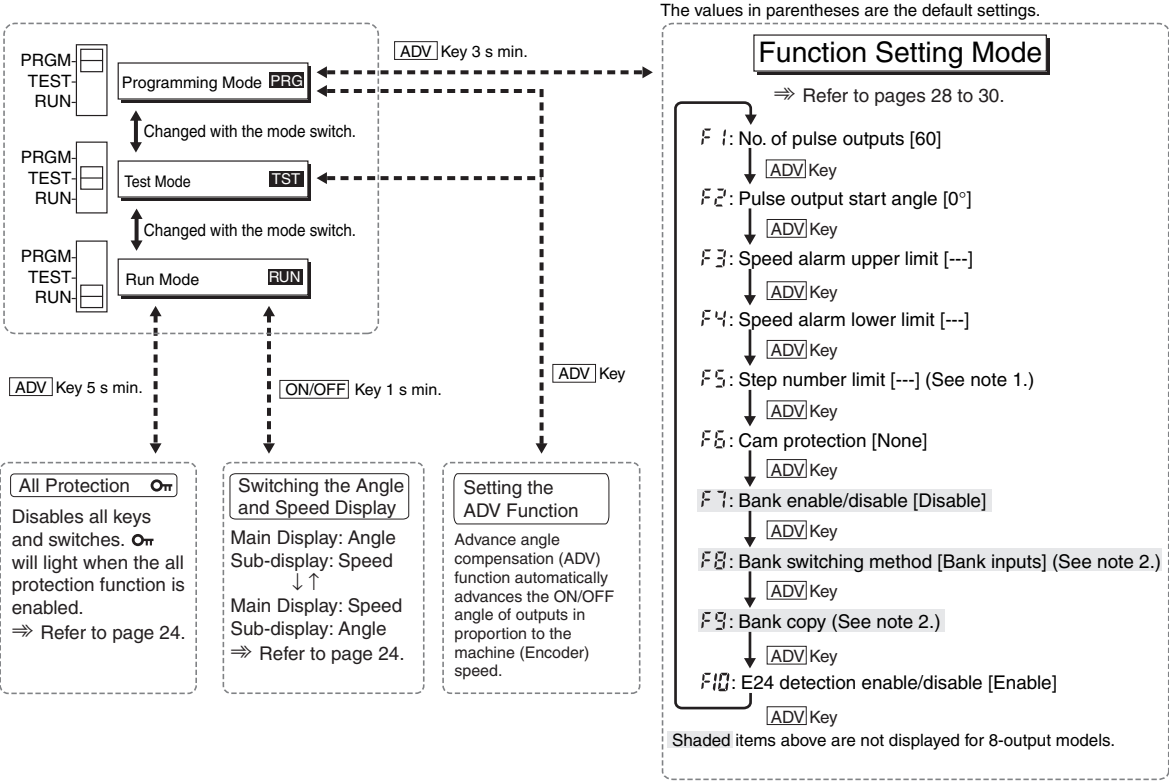 The values in parentheses are the default settings.
PRGM
TEST
RUN
Programming Mode PRG
ADV Key 3 s min.
Changed with the mode switch.
PRGM
TEST
RUN
Test Mode TST
Changed with the mode switch.
PRGM
TEST
RUN
Run Mode RUN
ADV Key 5 s min.
ON/OFF Key 1 s min.
ADV Key
All Protection
Disables all keys
and switches.
will light when the all
protection function is
enabled.
⇒ Refer to page 24.
Switching the Angle
and Speed Display
Main Display: Angle
Sub-display: Speed
↓↑
Main Display: Speed
Sub-display: Angle
⇒ Refer to page 24.
Setting the
ADV Function
Advance angle
compensation (ADV)
function automatically
advances the ON/OFF
angle of outputs in
proportion to the
machine (Encoder)
speed.
Function Setting Mode
⇒ Refer to pages 28 to 30.
F1: No. of pulse outputs [60]
ADV Key
F2: Pulse output start angle [0°]
ADV Key
F3: Speed alarm upper limit [---]
ADV Key
F4: Speed alarm lower limit [---]
ADV Key
F5: Step number limit [---] (See note 1.)
ADV Key
F6: Cam protection [None]
ADV Key
F7: Bank enable/disable [Disable]
ADV Key
F8: Bank switching method [Bank inputs] (See note 2.)
ADV Key
F9: Bank copy (See note 2.)
ADV Key
F10: E24 detection enable/disable [Enable]
ADV Key
Shaded items above are not displayed for 8-output models.